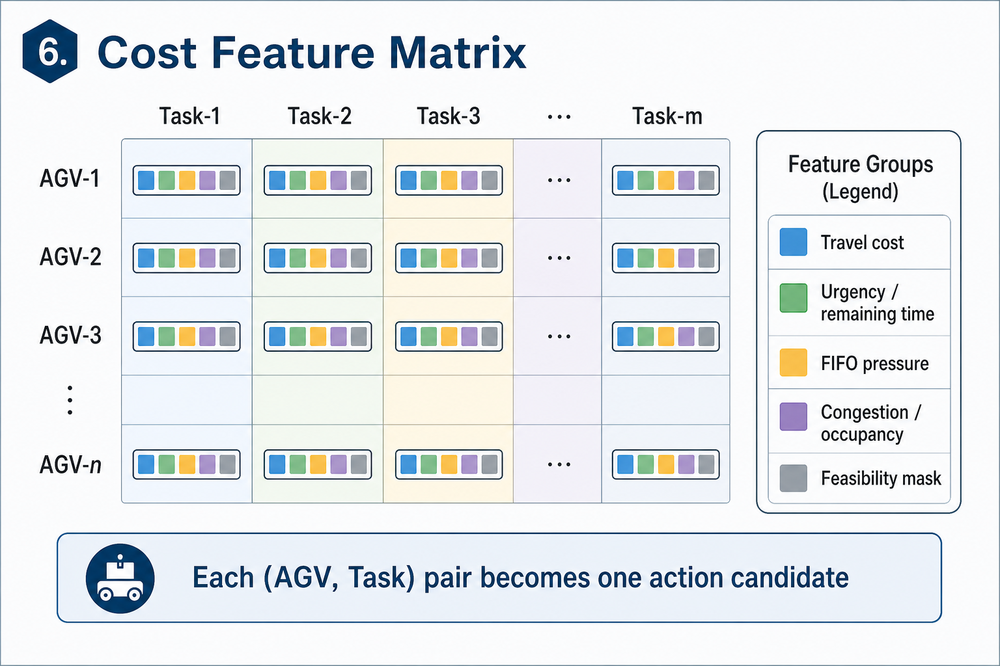 6. Cost Feature Matrix
Task-1 Task-2 Task-3 ... Task-m
AGV-1 ...
AGV-2 ...
AGV-3 ...
⋮
AGV-n ...
Feature Groups
(Legend)
Travel cost
Urgency /
remaining time
FIFO pressure
Congestion /
occupancy
Feasibility mask
Each (AGV, Task) pair becomes one action candidate